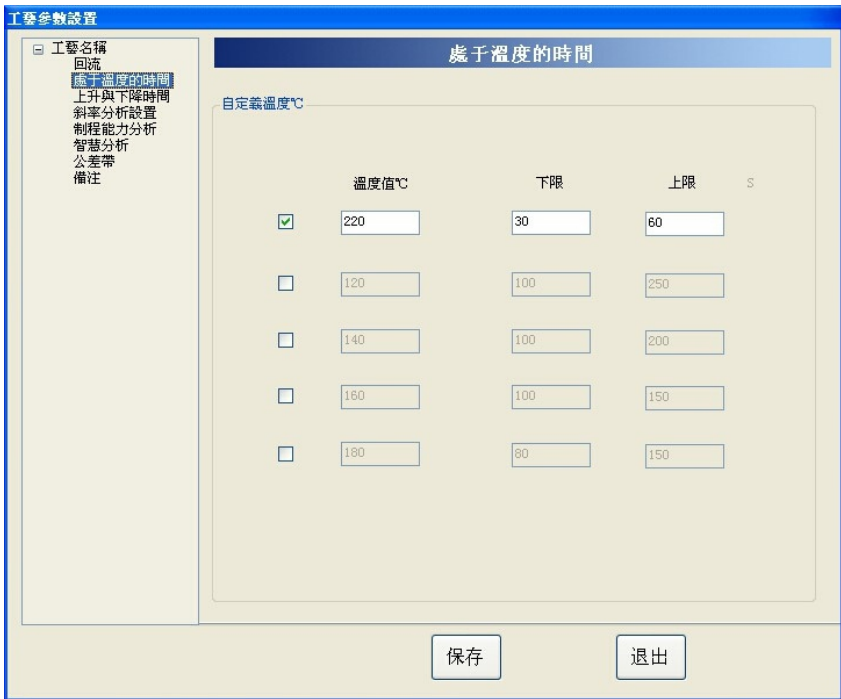 工藝參數設置
工藝名稱
回流
處于溫度的時間
上升與下降時間
斜率分析設置
制程能力分析
智慧分析
公差帶
備注
處于溫度的時間
自定義溫度℃
溫度值℃ 下限 上限 S
220 30 60
120 100 250
140 100 200
160 100 150
180 80 150
保存 退出